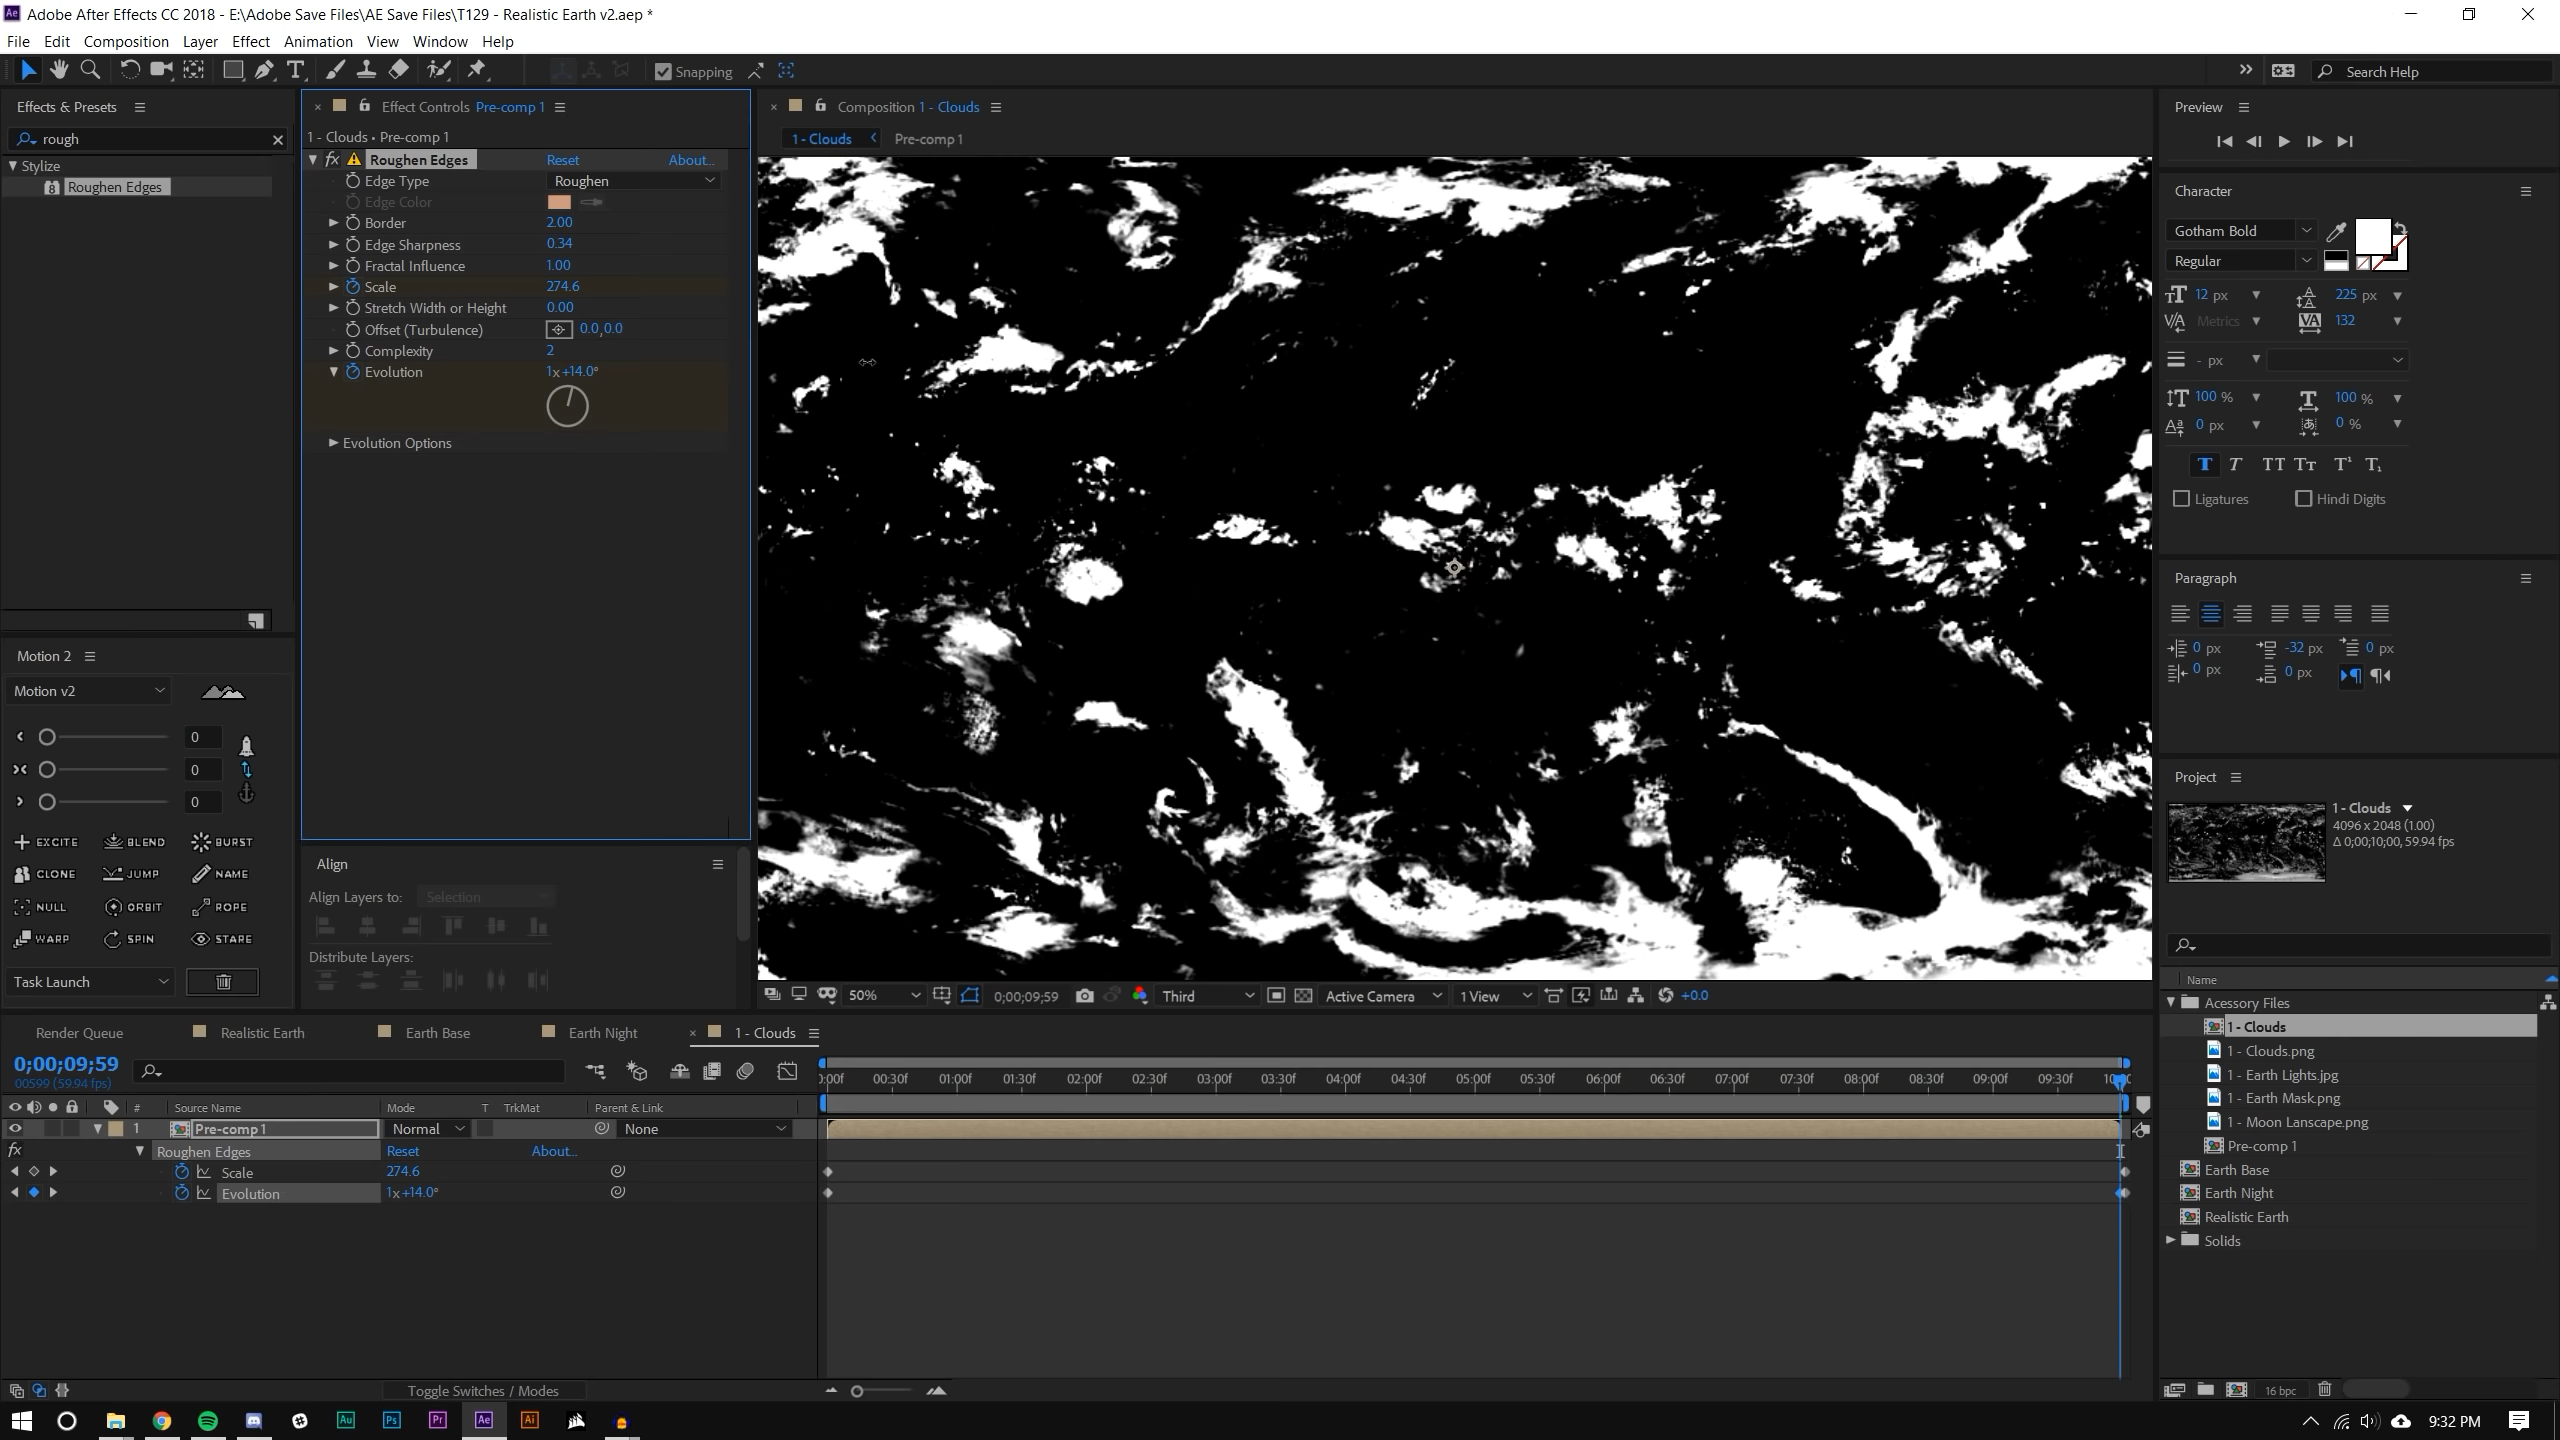 Adobe After Effects CC 2018 - E:\Adobe Save Files\AE Save Files\T129 - Realistic Earth v2.aep *
File Edit Composition Layer Effect Animation View Window Help
Snapping
Search Help
Effects & Presets
rough
Stylize
Roughen Edges
Effect Controls Pre-comp 1
1 - Clouds • Pre-comp 1
fx Roughen Edges Reset About...
Edge Type Roughen
Edge Color
Border 2.00
Edge Sharpness 0.34
Fractal Influence 1.00
Scale 274.6
Stretch Width or Height 0.00
Offset (Turbulence) 0.0,0.0
Complexity 2
Evolution 1x+14.0°
Evolution Options
Composition 1 - Clouds
1 - Clouds Pre-comp 1
Preview
Character
Gotham Bold
Regular
12 px 225 px
Metrics 132
- px
100 % 100 %
0 px 0 %
Ligatures Hindi Digits
Paragraph
0 px -32 px 0 px
0 px 0 px
Project
1 - Clouds
4096 x 2048 (1.00)
Δ 0;00;10;00, 59.94 fps
Name
Acessory Files
1 - Clouds
1 - Clouds.png
1 - Earth Lights.jpg
1 - Earth Mask.png
1 - Moon Lanscape.png
Pre-comp 1
Earth Base
Earth Night
Realistic Earth
Solids
16 bpc
Motion 2
Motion v2
0
0
0
EXCITE BLEND BURST
CLONE JUMP NAME
NULL ORBIT ROPE
WARP SPIN STARE
Task Launch
Align
Align Layers to: Selection
Distribute Layers:
50% 0;00;09;59 Third Active Camera 1 View +0.0
Render Queue Realistic Earth Earth Base Earth Night 1 - Clouds
0;00;09;59
00599 (59.94 fps)
00:30f 01:00f 01:30f 02:00f 02:30f 03:00f 03:30f 04:00f 04:30f 05:00f 05:30f 06:00f 06:30f 07:00f 07:30f 08:00f 08:30f 09:00f 09:30f
# Source Name Mode T TrkMat Parent & Link
1 Pre-comp 1 Normal None
fx Roughen Edges Reset About...
Scale 274.6
Evolution 1x+14.0°
Toggle Switches / Modes
Au Ps Pr Ae Ai
9:32 PM